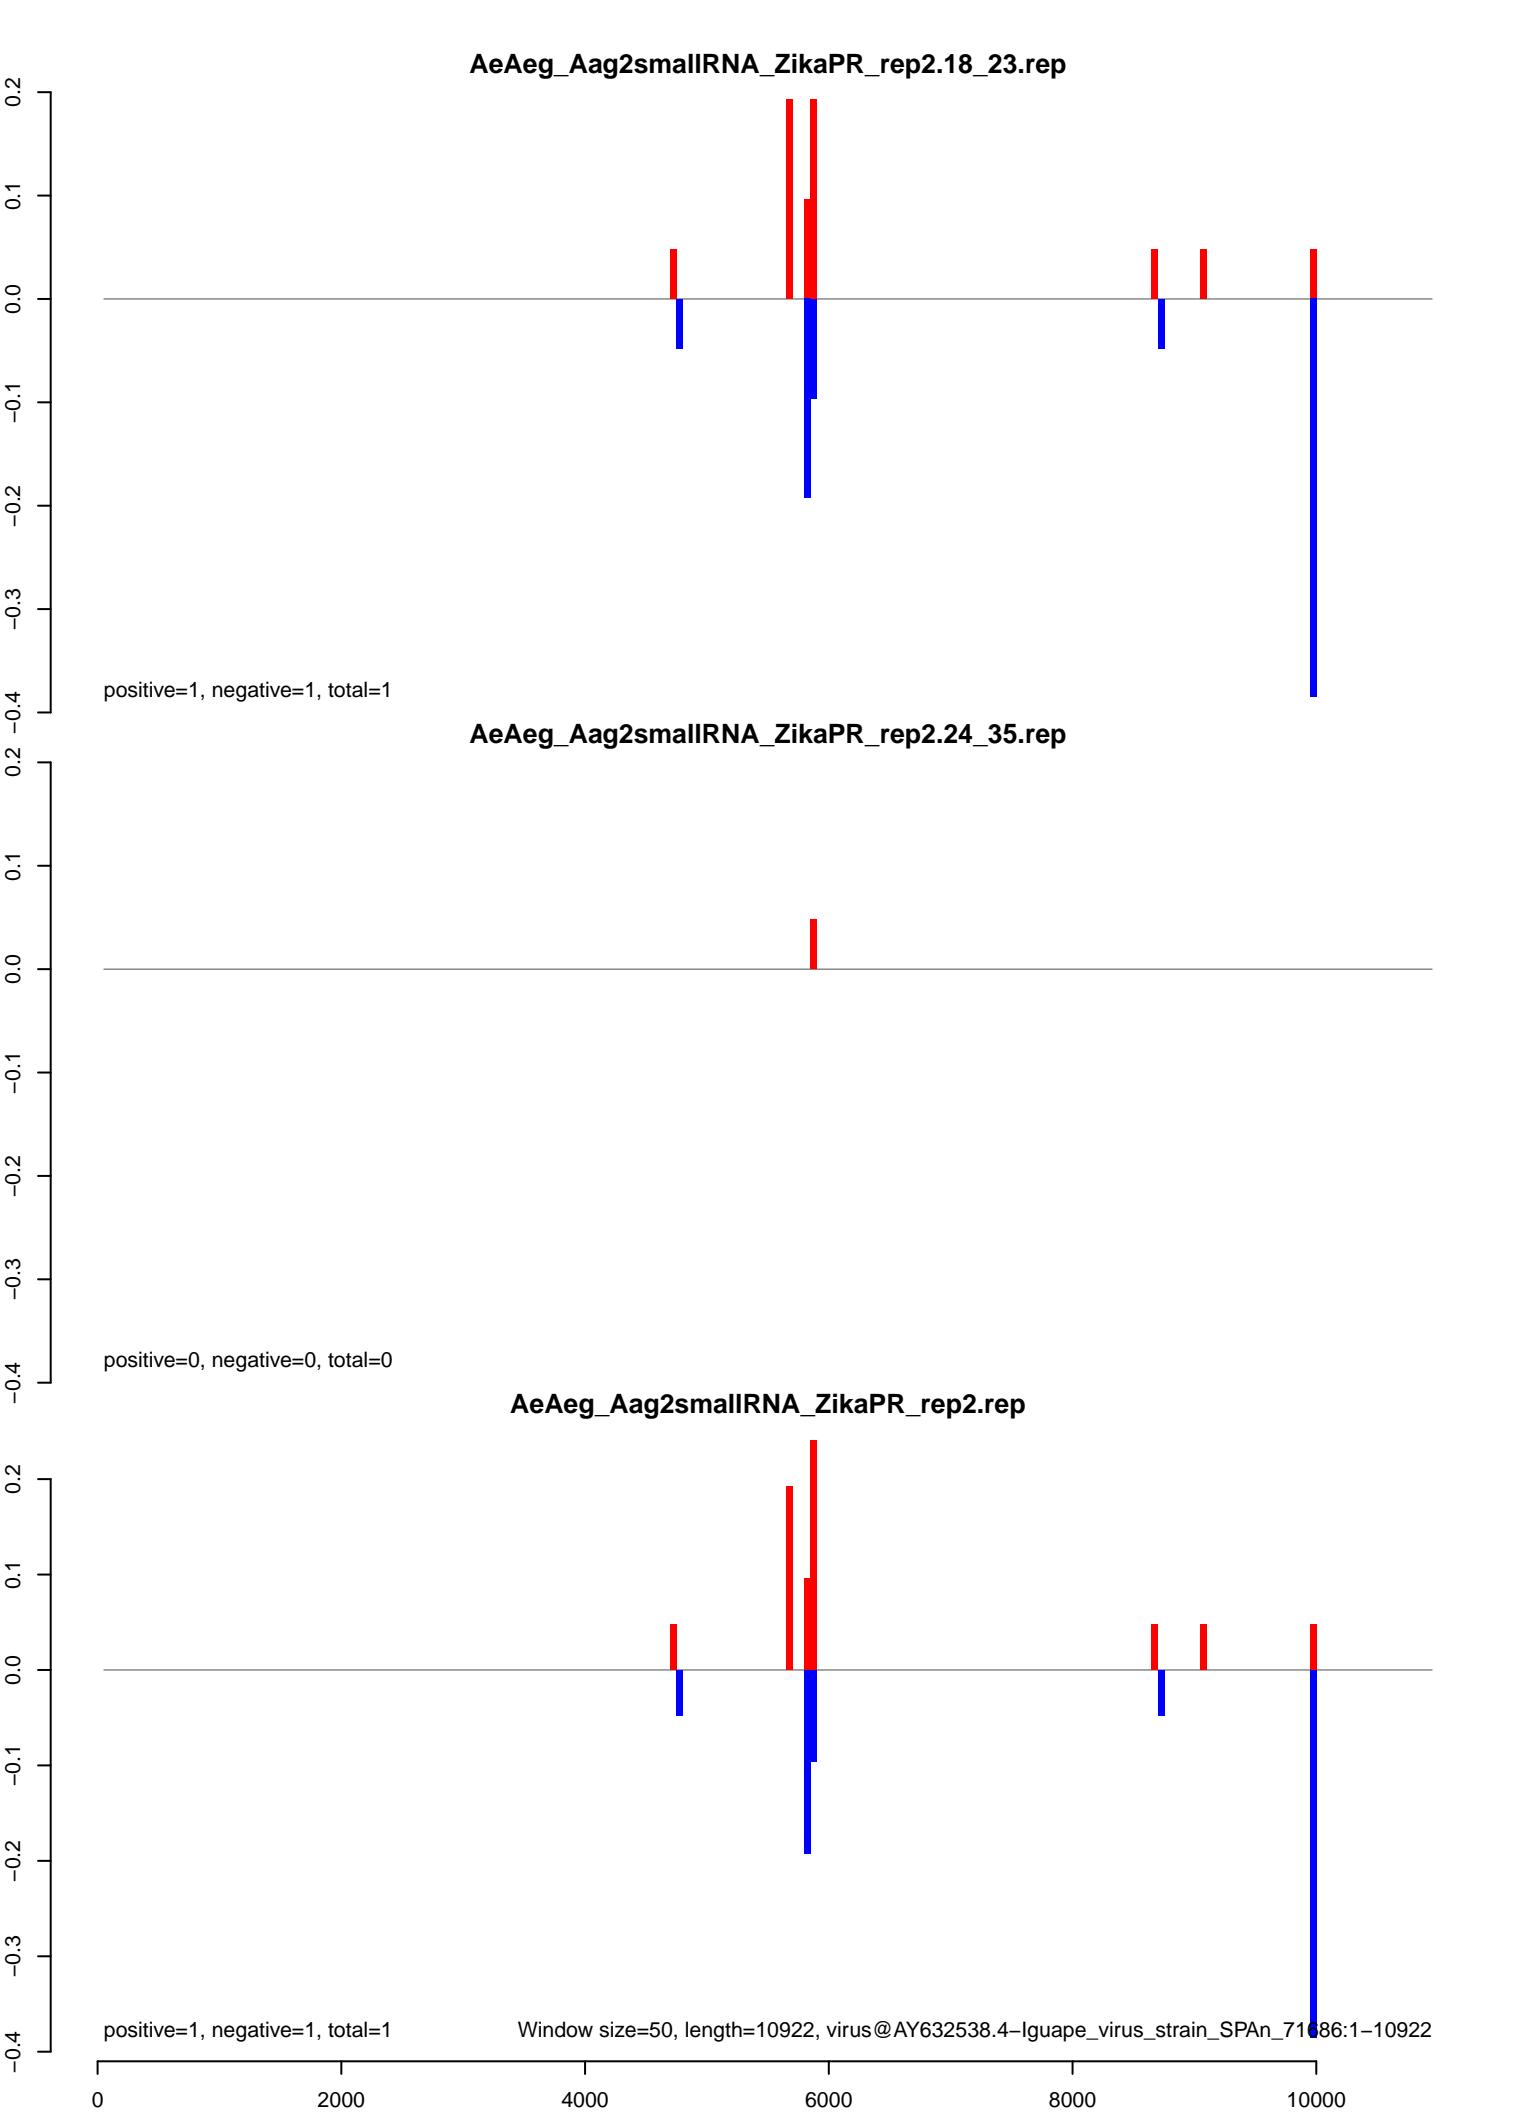 AeAeg_Aag2smallRNA_ZikaPR_rep2.18_23.rep
0.2
0.1
0.0
−0.1
−0.2
−0.3
−0.4
positive=1, negative=1, total=1
AeAeg_Aag2smallRNA_ZikaPR_rep2.24_35.rep
0.2
0.1
0.0
−0.1
−0.2
−0.3
−0.4
positive=0, negative=0, total=0
AeAeg_Aag2smallRNA_ZikaPR_rep2.rep
0.2
0.1
0.0
−0.1
−0.2
−0.3
−0.4
positive=1, negative=1, total=1
Window size=50, length=10922, virus@AY632538.4−Iguape_virus_strain_SPAn_71686:1−10922
0 2000 4000 6000 8000 10000